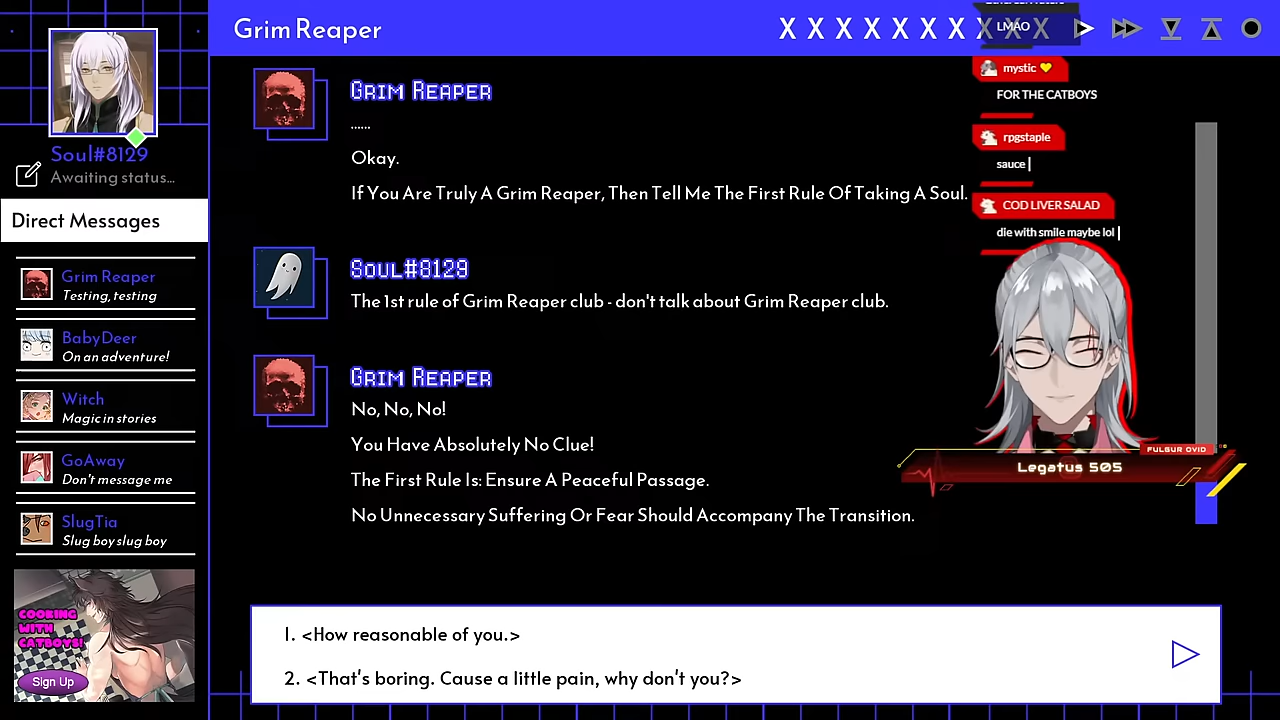 Grim Reaper
X X X X X X X X X X
LMAO
Soul#8129
Awaiting status...
Direct Messages
Grim Reaper
Testing, testing
BabyDeer
On an adventure!
Witch
Magic in stories
GoAway
Don't message me
SlugTia
Slug boy slug boy
COOKING
WITH
CATBOYS!
Sign Up
Grim Reaper
......
Okay.
If You Are Truly A Grim Reaper, Then Tell Me The First Rule Of Taking A Soul.
Soul#8129
The 1st rule of Grim Reaper club - don't talk about Grim Reaper club.
Grim Reaper
No, No, No!
You Have Absolutely No Clue!
The First Rule Is: Ensure A Peaceful Passage.
No Unnecessary Suffering Or Fear Should Accompany The Transition.
mystic 💛
FOR THE CATBOYS
rpgstaple
sauce |
COD LIVER SALAD
die with smile maybe lol |
FULGUR OVID
Legatus 505
1. <How reasonable of you.>
2. <That's boring. Cause a little pain, why don't you?>